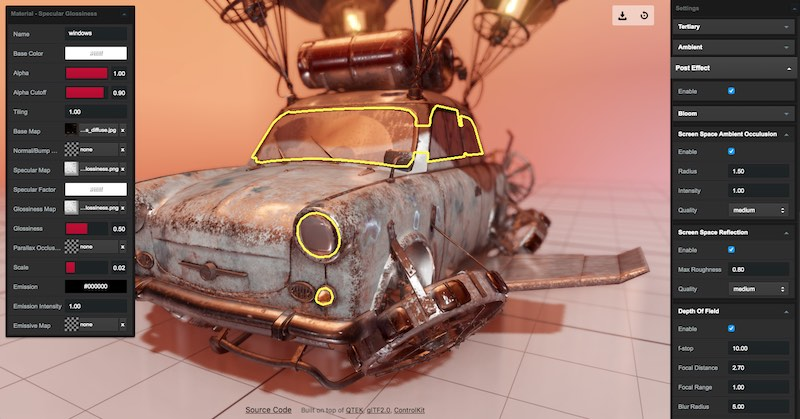 Material - Specular Glossiness
Name windows
Base Color #ffffff
Alpha 1.00
Alpha Cutoff 0.90
Tiling 1.00
Base Map ...a_diffuse.jpg ×
Normal/Bump ... none ×
Specular Map ...lossiness.png ×
Specular Factor #ffffff
Glossiness Map ...lossiness.png ×
Glossiness 0.50
Parallax Occlus... none ×
Scale 0.02
Emission #000000
Emission Intensity 1.00
Emissive Map none ×
Settings
Tertiary
Ambient
Post Effect
Enable
Bloom
Screen Space Ambient Occulusion
Enable
Radius 1.50
Intensity 1.00
Quality medium
Screen Space Reflection
Enable
Max Roughness 0.80
Quality medium
Depth Of Field
Enable
f-stop 10.00
Focal Distance 2.70
Focal Range 1.00
Blur Radius 5.00
Source Code Built on top of QTEK, glTF2.0, ControlKit